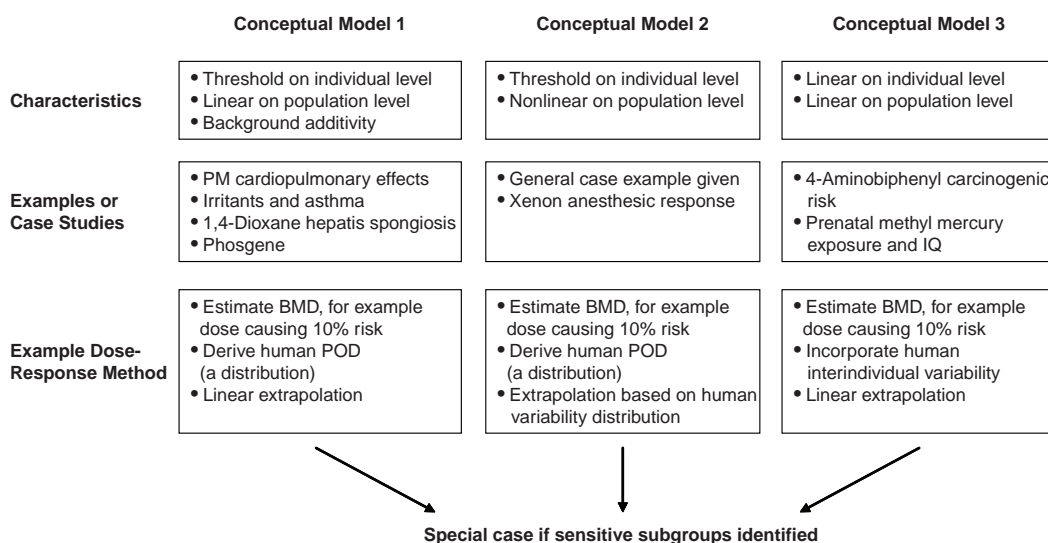 Conceptual Model 1
Conceptual Model 2
Conceptual Model 3
Characteristics
• Threshold on individual level
• Linear on population level
• Background additivity
• Threshold on individual level
• Nonlinear on population level
• Linear on individual level
• Linear on population level
Examples or
Case Studies
• PM cardiopulmonary effects
• Irritants and asthma
• 1,4-Dioxane hepatis spongiosis
• Phosgene
• General case example given
• Xenon anesthesic response
• 4-Aminobiphenyl carcinogenic
risk
• Prenatal methyl mercury
exposure and IQ
Example Dose-
Response Method
• Estimate BMD, for example
dose causing 10% risk
• Derive human POD
(a distribution)
• Linear extrapolation
• Estimate BMD, for example
dose causing 10% risk
• Derive human POD
(a distribution)
• Extrapolation based on human
variability distribution
• Estimate BMD, for example
dose causing 10% risk
• Incorporate human
interindividual variability
• Linear extrapolation
Special case if sensitive subgroups identified